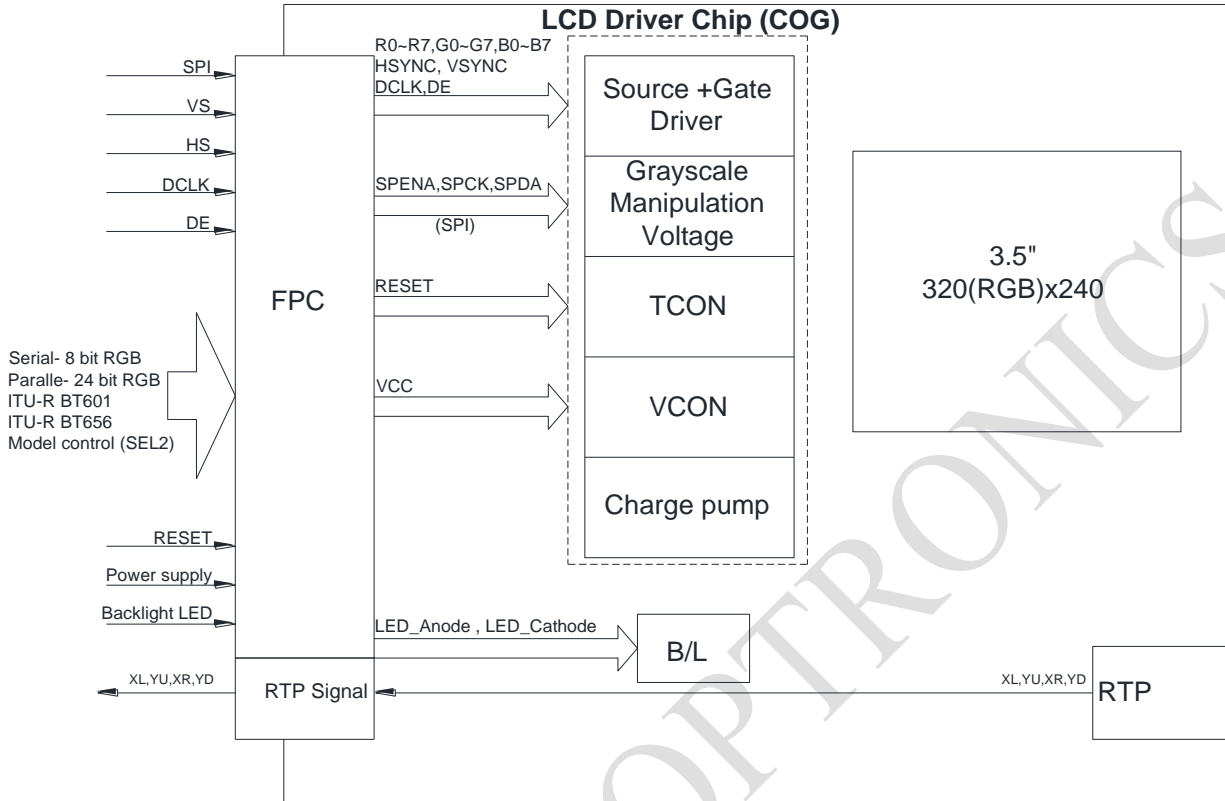 LCD Driver Chip (COG)
SPI
VS
HS
DCLK
DE
Serial- 8 bit RGB
Paralle- 24 bit RGB
ITU-R BT601
ITU-R BT656
Model control (SEL2)
RESET
Power supply
Backlight LED
XL,YU,XR,YD
FPC
RTP Signal
R0~R7,G0~G7,B0~B7
HSYNC, VSYNC
DCLK,DE
SPENA,SPCK,SPDA
(SPI)
RESET
VCC
LED_Anode , LED_Cathode
Source +Gate
Driver
Grayscale
Manipulation
Voltage
TCON
VCON
Charge pump
B/L
3.5"
320(RGB)x240
XL,YU,XR,YD
RTP
OPTRONICS